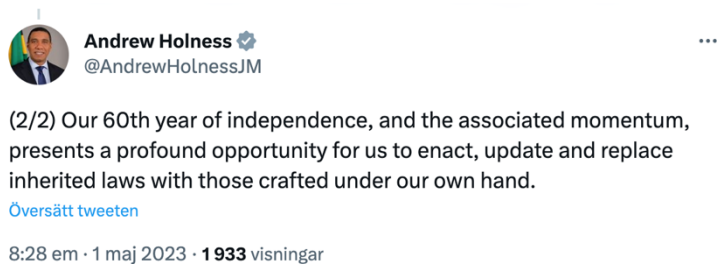 Andrew Holness
@AndrewHolnessJM
(2/2) Our 60th year of independence, and the associated momentum,
presents a profound opportunity for us to enact, update and replace
inherited laws with those crafted under our own hand.
Översätt tweeten
8:28 em · 1 maj 2023 · 1 933 visningar